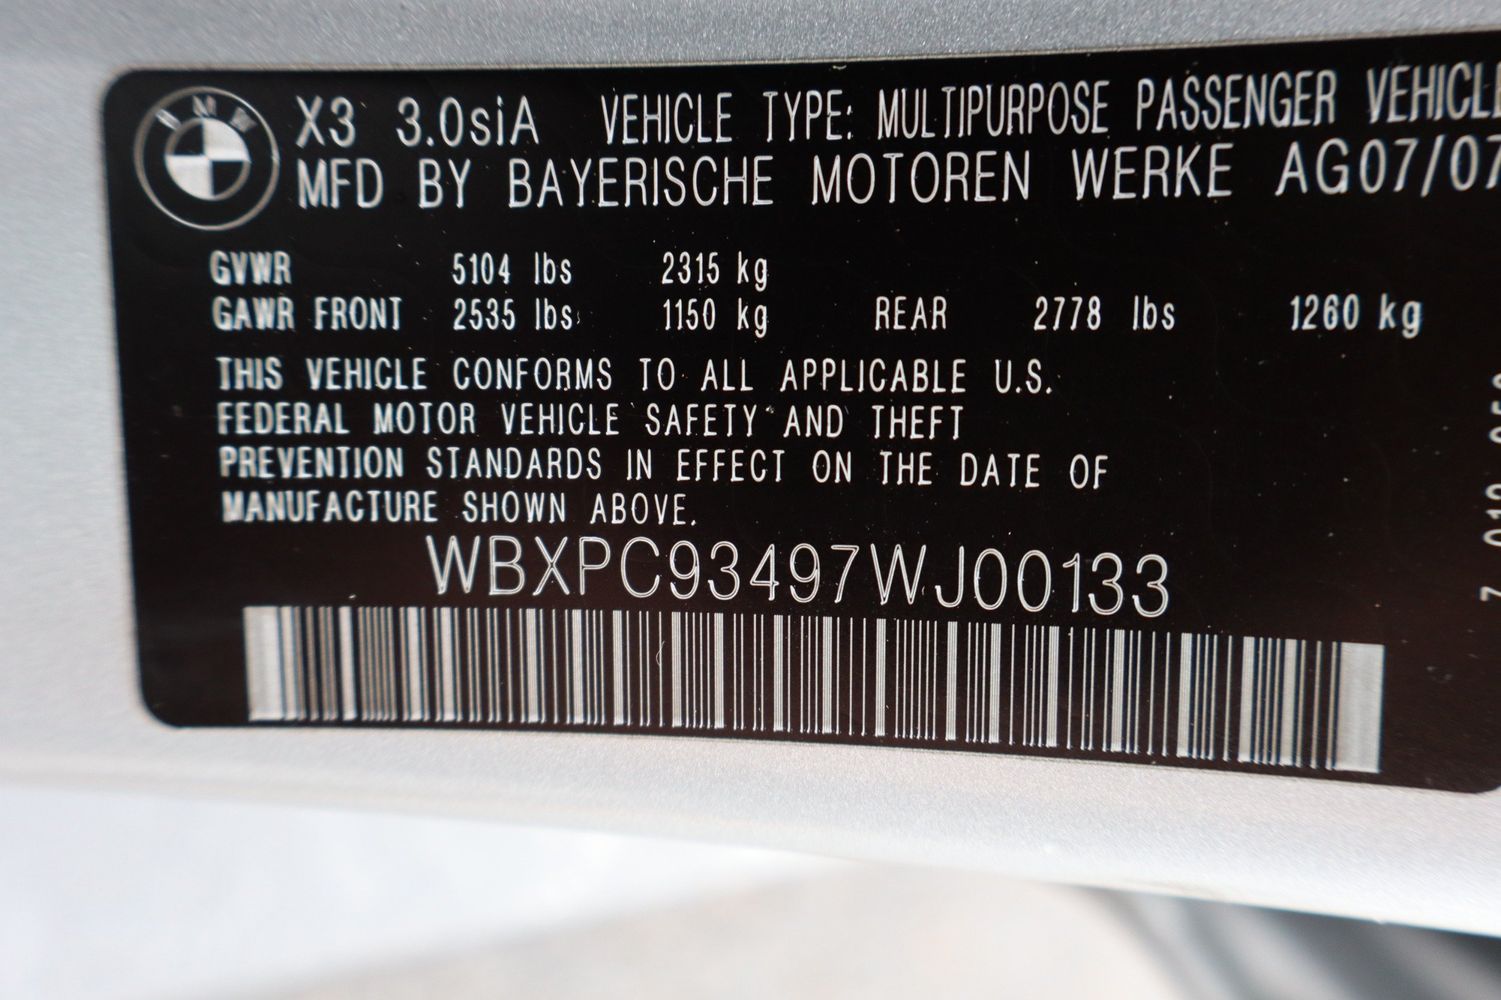 BMW
X3 3.0siA VEHICLE TYPE: MULTIPURPOSE PASSENGER VEHICL
MFD BY BAYERISCHE MOTOREN WERKE AG07/07
GVWR 5104 lbs 2315 kg
GAWR FRONT 2535 lbs 1150 kg REAR 2778 lbs 1260 kg
THIS VEHICLE CONFORMS TO ALL APPLICABLE U.S.
FEDERAL MOTOR VEHICLE SAFETY AND THEFT
PREVENTION STANDARDS IN EFFECT ON THE DATE OF
MANUFACTURE SHOWN ABOVE.
WBXPC93497WJ00133